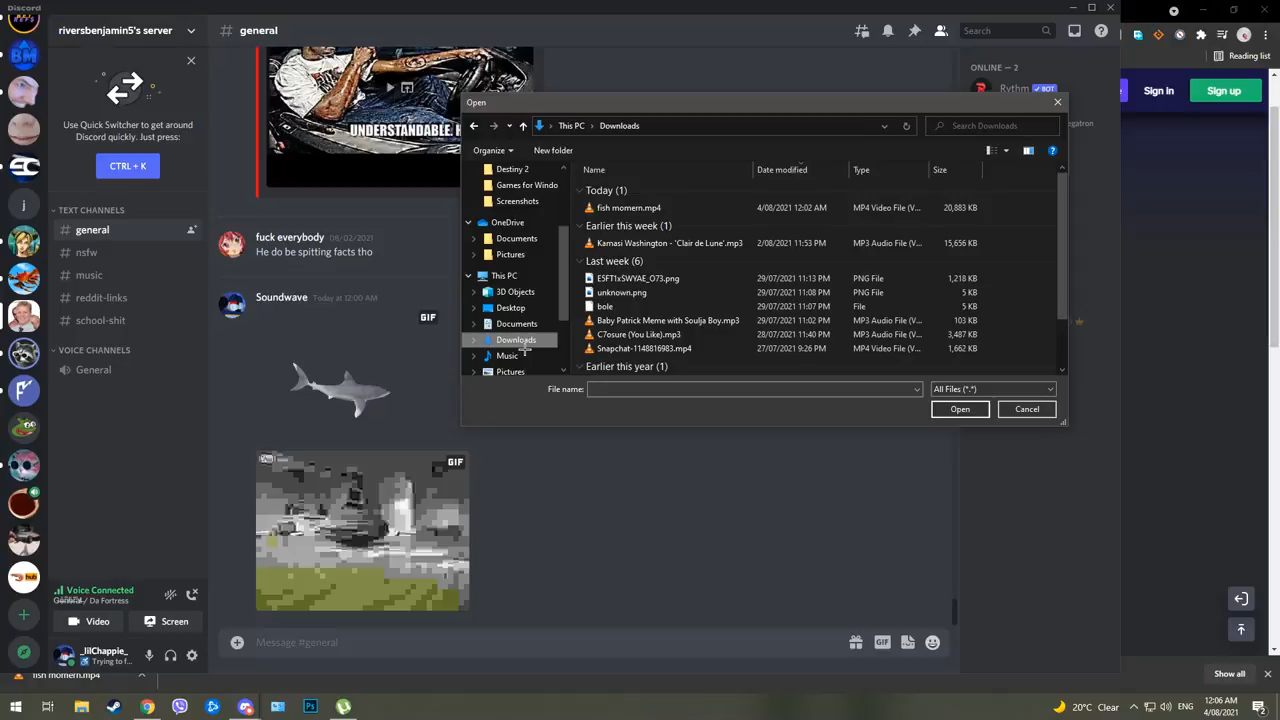 Discord
riversbenjamin5's server
# general
Search
Reading list
Use Quick Switcher to get
around Discord quickly. Just
press:
CTRL + K
TEXT CHANNELS
general
nsfw
music
reddit-links
school-shit
VOICE CHANNELS
General
Voice Connected
General / Da Fortress
Video
Screen
_lilChappie_
Trying to f...
UNDERSTANDABLE, H
fuck everybody 08/02/2021
He do be spitting facts tho
Soundwave Today at 12:00 AM
GIF
GIF
Message #general
GIF
ONLINE — 2
Rythm BOT
egatron
Sign in
Sign up
Open
This PC
Downloads
Search Downloads
Organize
New folder
Destiny 2
Games for Windo
Screenshots
OneDrive
Documents
Pictures
This PC
3D Objects
Desktop
Documents
Downloads
Music
Pictures
Name Date modified Type Size
Today (1)
fish momern.mp4 4/08/2021 12:02 AM MP4 Video File (V... 20,883 KB
Earlier this week (1)
Kamasi Washington - 'Clair de Lune'.mp3 2/08/2021 11:53 PM MP3 Audio File (V... 15,656 KB
Last week (6)
E5FT1xSWYAE_O73.png 29/07/2021 11:13 PM PNG File 1,218 KB
unknown.png 29/07/2021 11:08 PM PNG File 5 KB
bole 29/07/2021 11:07 PM File 5 KB
Baby Patrick Meme with Soulja Boy.mp3 29/07/2021 11:02 PM MP3 Audio File (V... 103 KB
C7osure (You Like).mp3 28/07/2021 11:40 PM MP3 Audio File (V... 3,487 KB
Snapchat-1148816983.mp4 27/07/2021 9:26 PM MP4 Video File (V... 1,662 KB
Earlier this year (1)
File name:
All Files (*.*)
Open
Cancel
fish momern.mp4
Show all
hub
BM
j
Ps
20°C Clear
12:06 AM
4/08/2021
2